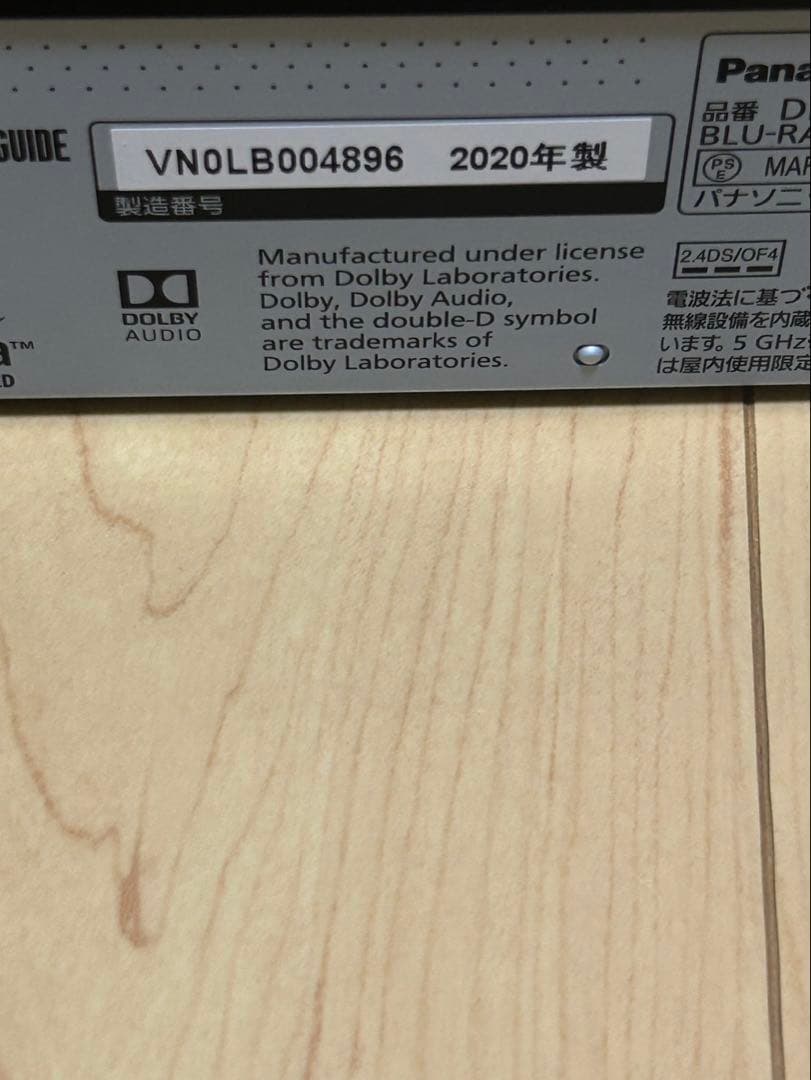 GUIDE
VN0LB004896 2020年製
製造番号
DOLBY
AUDIO
Manufactured under license
from Dolby Laboratories.
Dolby, Dolby Audio,
and the double-D symbol
are trademarks of
Dolby Laboratories.
a™
D
Pana
品番 D
BLU-RA
PS
E
MAR
パナソニ
2.4DS/OF4
電波法に基づ
無線設備を内蔵
います。5 GHz
は屋内使用限定